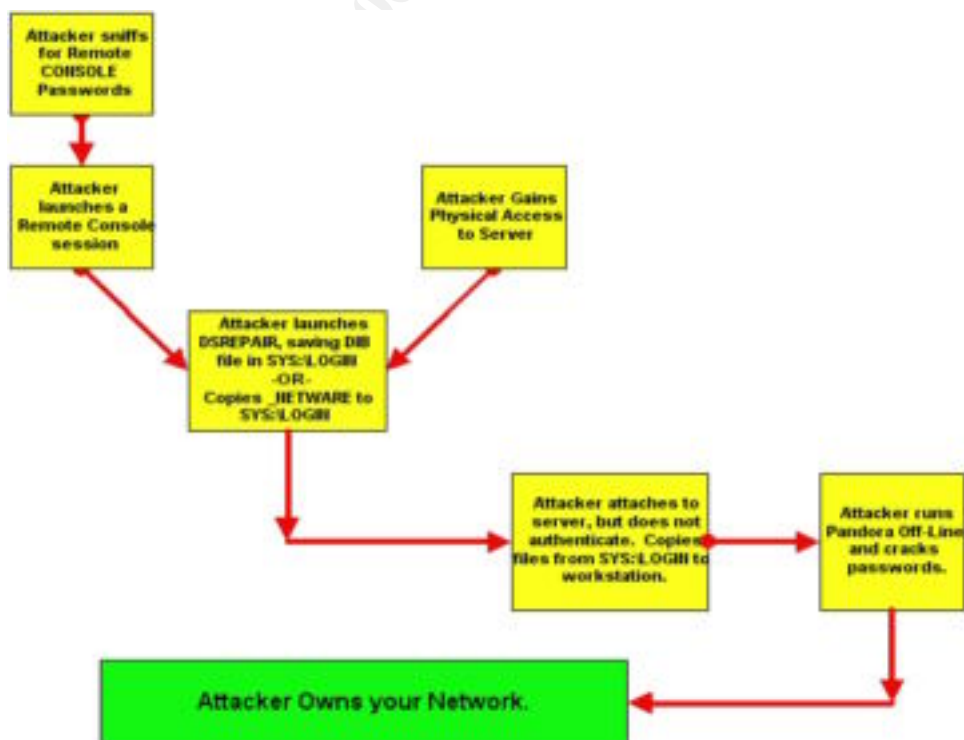 Attacker sniffs
for Remote
CONSOLE
Passwords
Attacker
launches a
Remote Console
session
Attacker Gains
Physical Access
to Server
Attacker launches
DSREPAIR, saving DIB
file in SYS:\LOGIN
-OR-
Copies _NETWARE to
SYS:\LOGIN
Attacker attaches to
server, but does not
authenticate. Copies
files from SYS:\LOGIN to
workstation.
Attacker runs
Pandora Off-Line
and cracks
passwords.
Attacker Owns your Network.